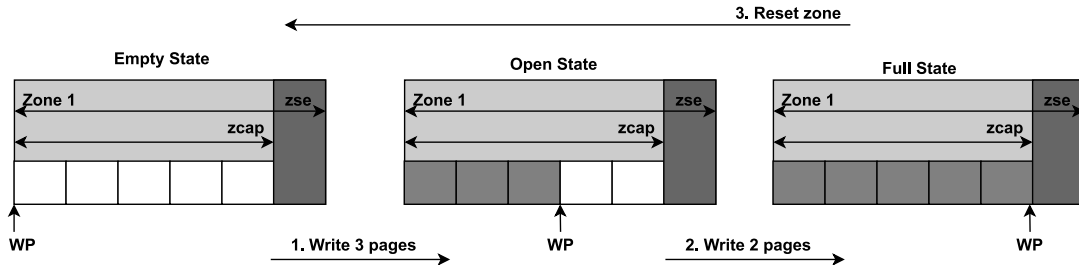 3. Reset zone
Empty State
Open State
Full State
Zone 1
zse
zcap
Zone 1
zse
zcap
Zone 1
zse
zcap
WP
1. Write 3 pages
WP
2. Write 2 pages
WP